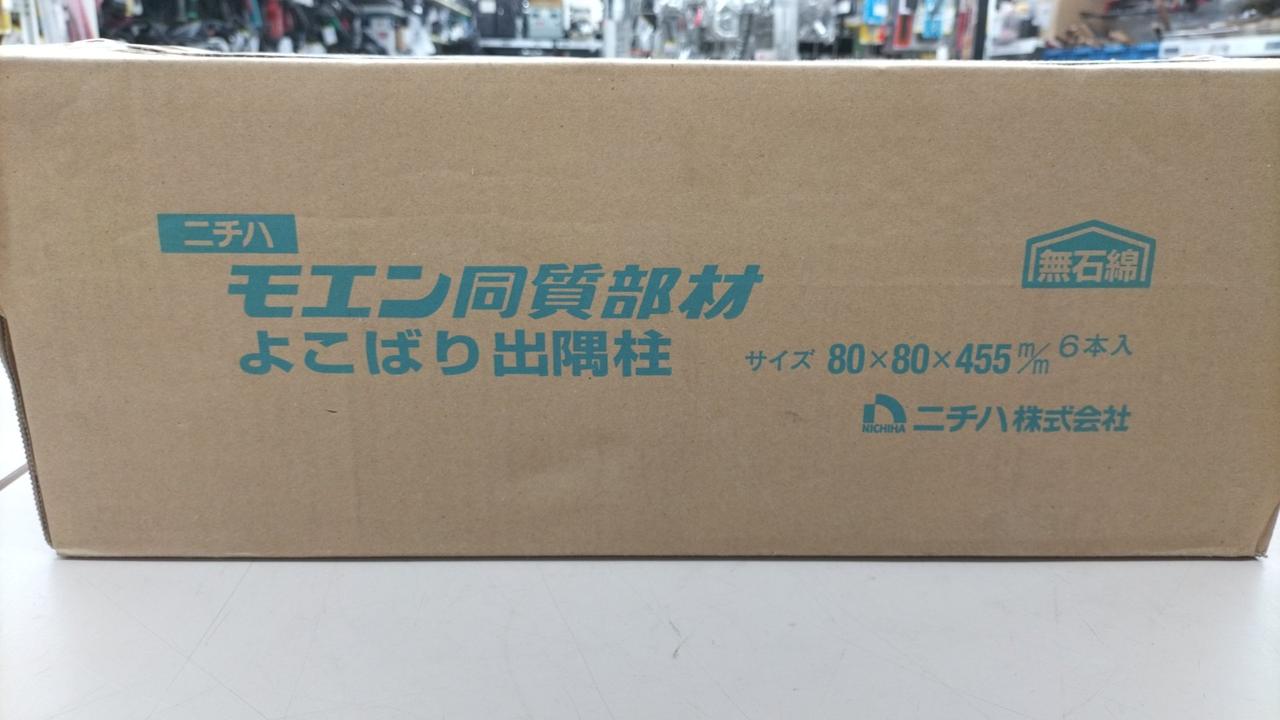 ニチハ
モエン同質部材
よこばり出隅柱
無石綿
サイズ 80×80×455 m/m 6本入
NICHIHA ニチハ株式会社